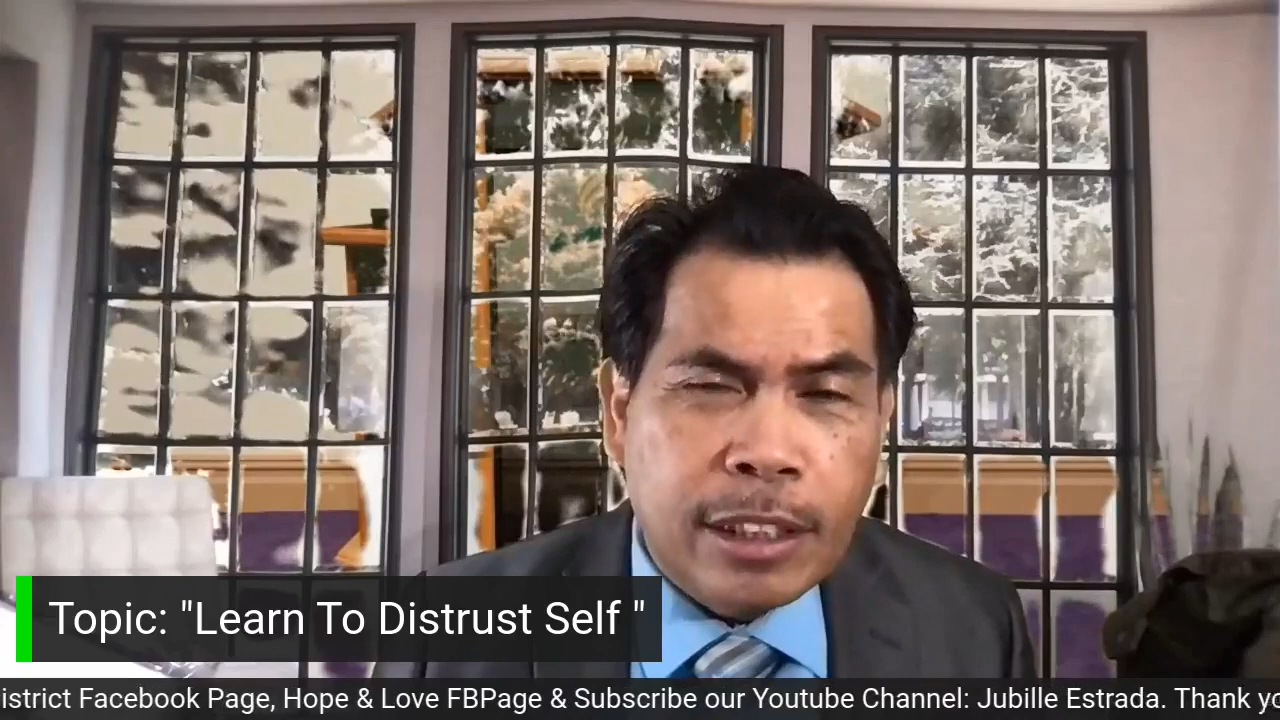 Topic: "Learn To Distrust Self "
istrict Facebook Page, Hope & Love FBPage & Subscribe our Youtube Channel: Jubille Estrada. Thank yo